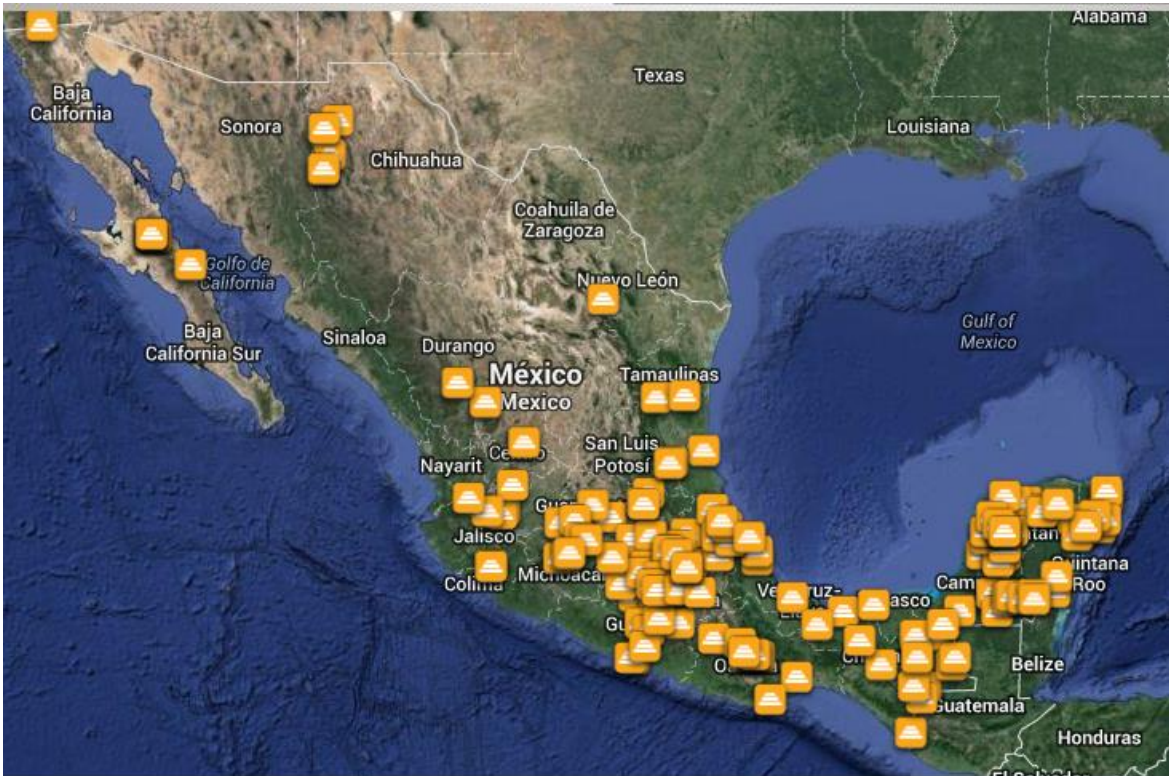 Alabama
Texas
Baja
California
Sonora
Louisiana
Chihuahua
Coahuila de
Zaragoza
Golfo de
California
Nuevo León
Gulf of
Mexico
Baja
California Sur
Sinaloa
Durango
México
Mexico
Tamaulipas
San Luis
Potosí
Nayarit
Jalisco
Colima
Quintana
Roo
Belize
Guatemala
Honduras